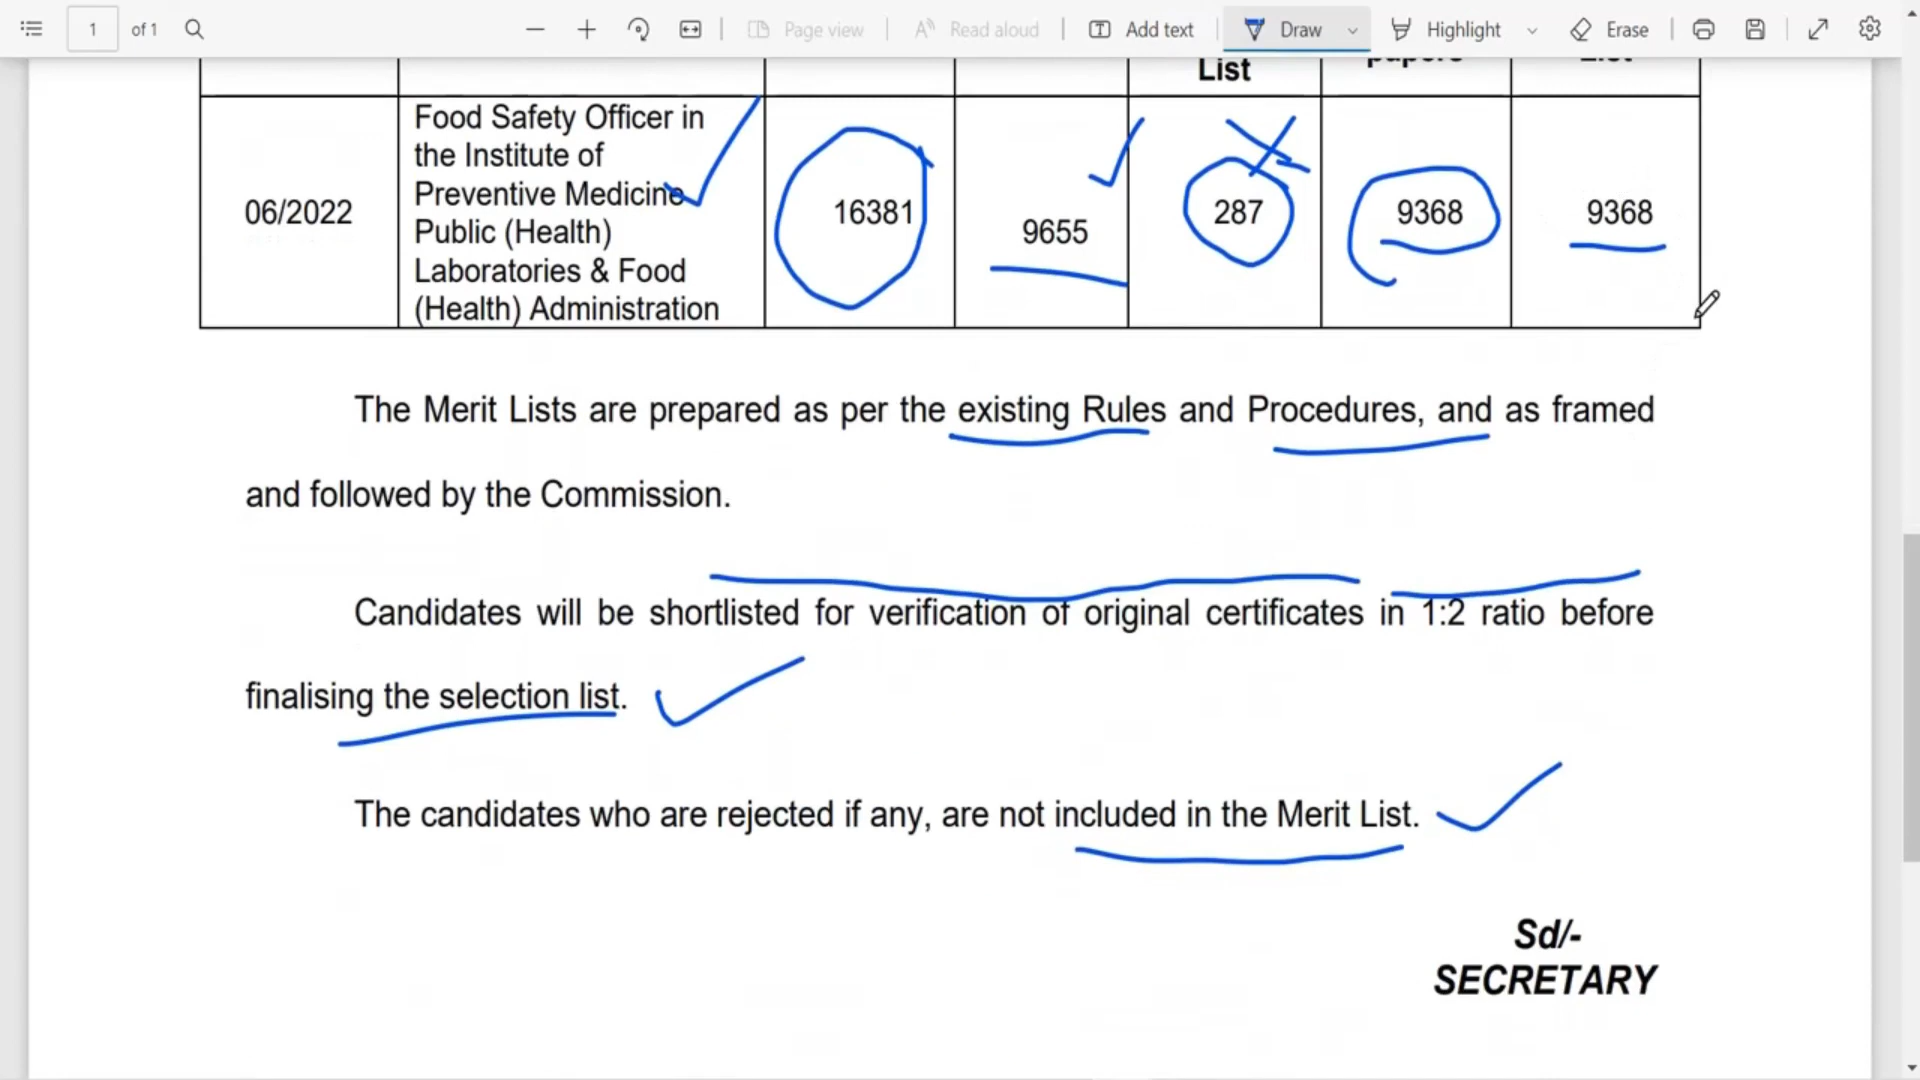 1 of 1 Page view Read aloud Add text Draw Highlight Erase
List papers List
06/2022
Food Safety Officer in
the Institute of
Preventive Medicine
Public (Health)
Laboratories & Food
(Health) Administration
16381
9655
287
9368
9368
The Merit Lists are prepared as per the existing Rules and Procedures, and as framed
and followed by the Commission.
Candidates will be shortlisted for verification of original certificates in 1:2 ratio before
finalising the selection list.
The candidates who are rejected if any, are not included in the Merit List.
Sd/-
SECRETARY